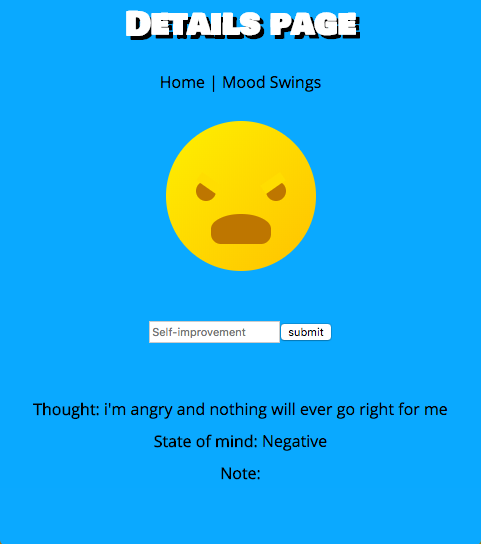 Details page
Home | Mood Swings
Self-improvement submit
Thought: i'm angry and nothing will ever go right for me
State of mind: Negative
Note: